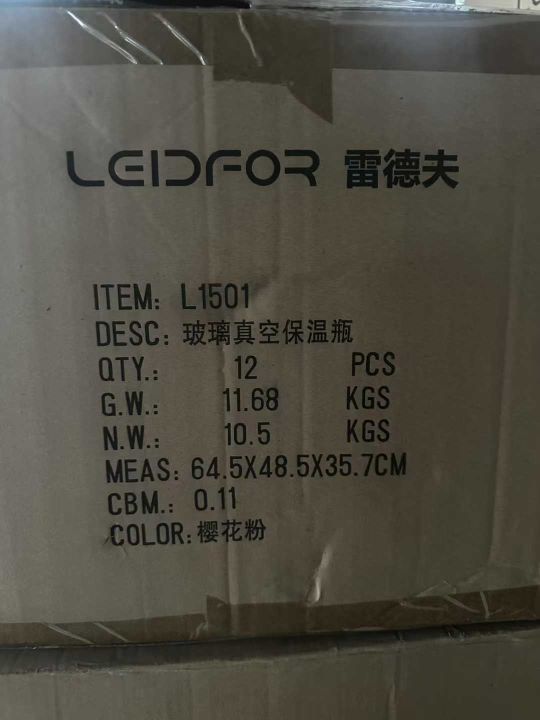 LEIDFOR 雷德夫
ITEM: L1501
DESC: 玻璃真空保温瓶
QTY.: 12 PCS
G.W.: 11.68 KGS
N.W.: 10.5 KGS
MEAS: 64.5X48.5X35.7CM
CBM.: 0.11
COLOR: 樱花粉